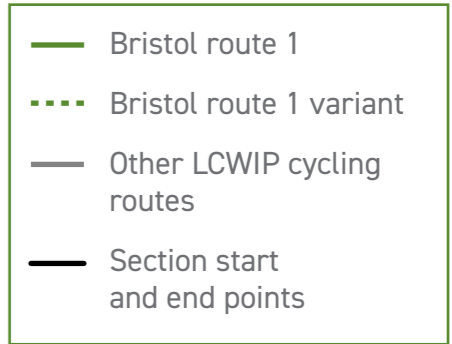 Bristol route 1
Bristol route 1 variant
Other LCWIP cycling
routes
Section start
and end points